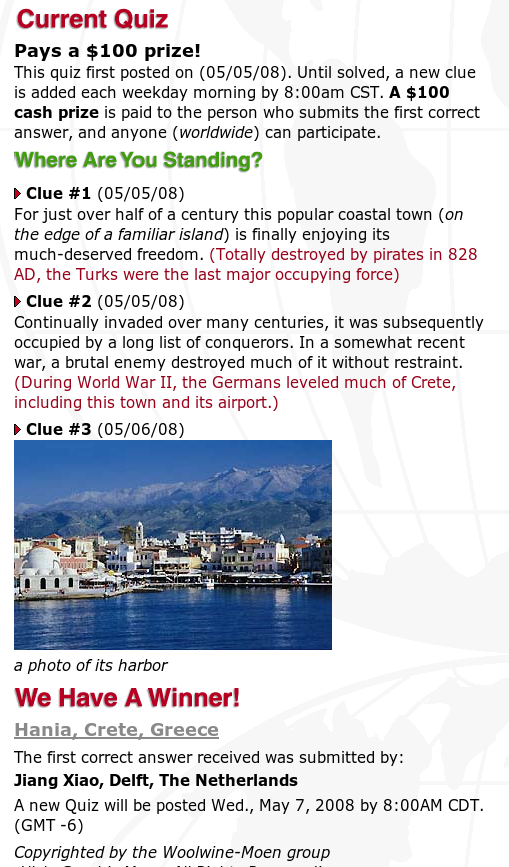 Current Quiz
Pays a $100 prize!
This quiz first posted on (05/05/08). Until solved, a new clue
is added each weekday morning by 8:00am CST. A $100
cash prize is paid to the person who submits the first correct
answer, and anyone (worldwide) can participate.
Where Are You Standing?
Clue #1 (05/05/08)
For just over half of a century this popular coastal town (on
the edge of a familiar island) is finally enjoying its
much-deserved freedom. (Totally destroyed by pirates in 828
AD, the Turks were the last major occupying force)
Clue #2 (05/05/08)
Continually invaded over many centuries, it was subsequently
occupied by a long list of conquerors. In a somewhat recent
war, a brutal enemy destroyed much of it without restraint.
(During World War II, the Germans leveled much of Crete,
including this town and its airport.)
Clue #3 (05/06/08)
a photo of its harbor
We Have A Winner!
Hania, Crete, Greece
The first correct answer received was submitted by:
Jiang Xiao, Delft, The Netherlands
A new Quiz will be posted Wed., May 7, 2008 by 8:00AM CDT.
(GMT -6)
Copyrighted by the Woolwine-Moen group